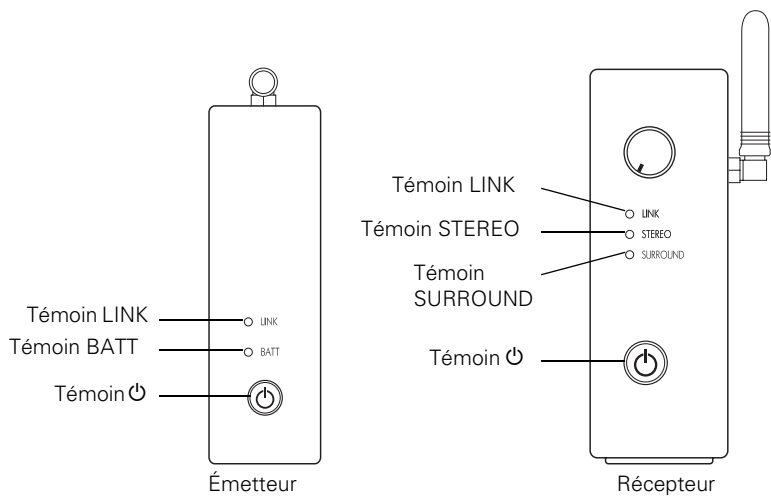 Témoin LINK
LINK
Témoin BATT
BATT
Témoin ⏻
Émetteur
Témoin LINK
LINK
Témoin STEREO
STEREO
Témoin
SURROUND
SURROUND
Témoin ⏻
Récepteur